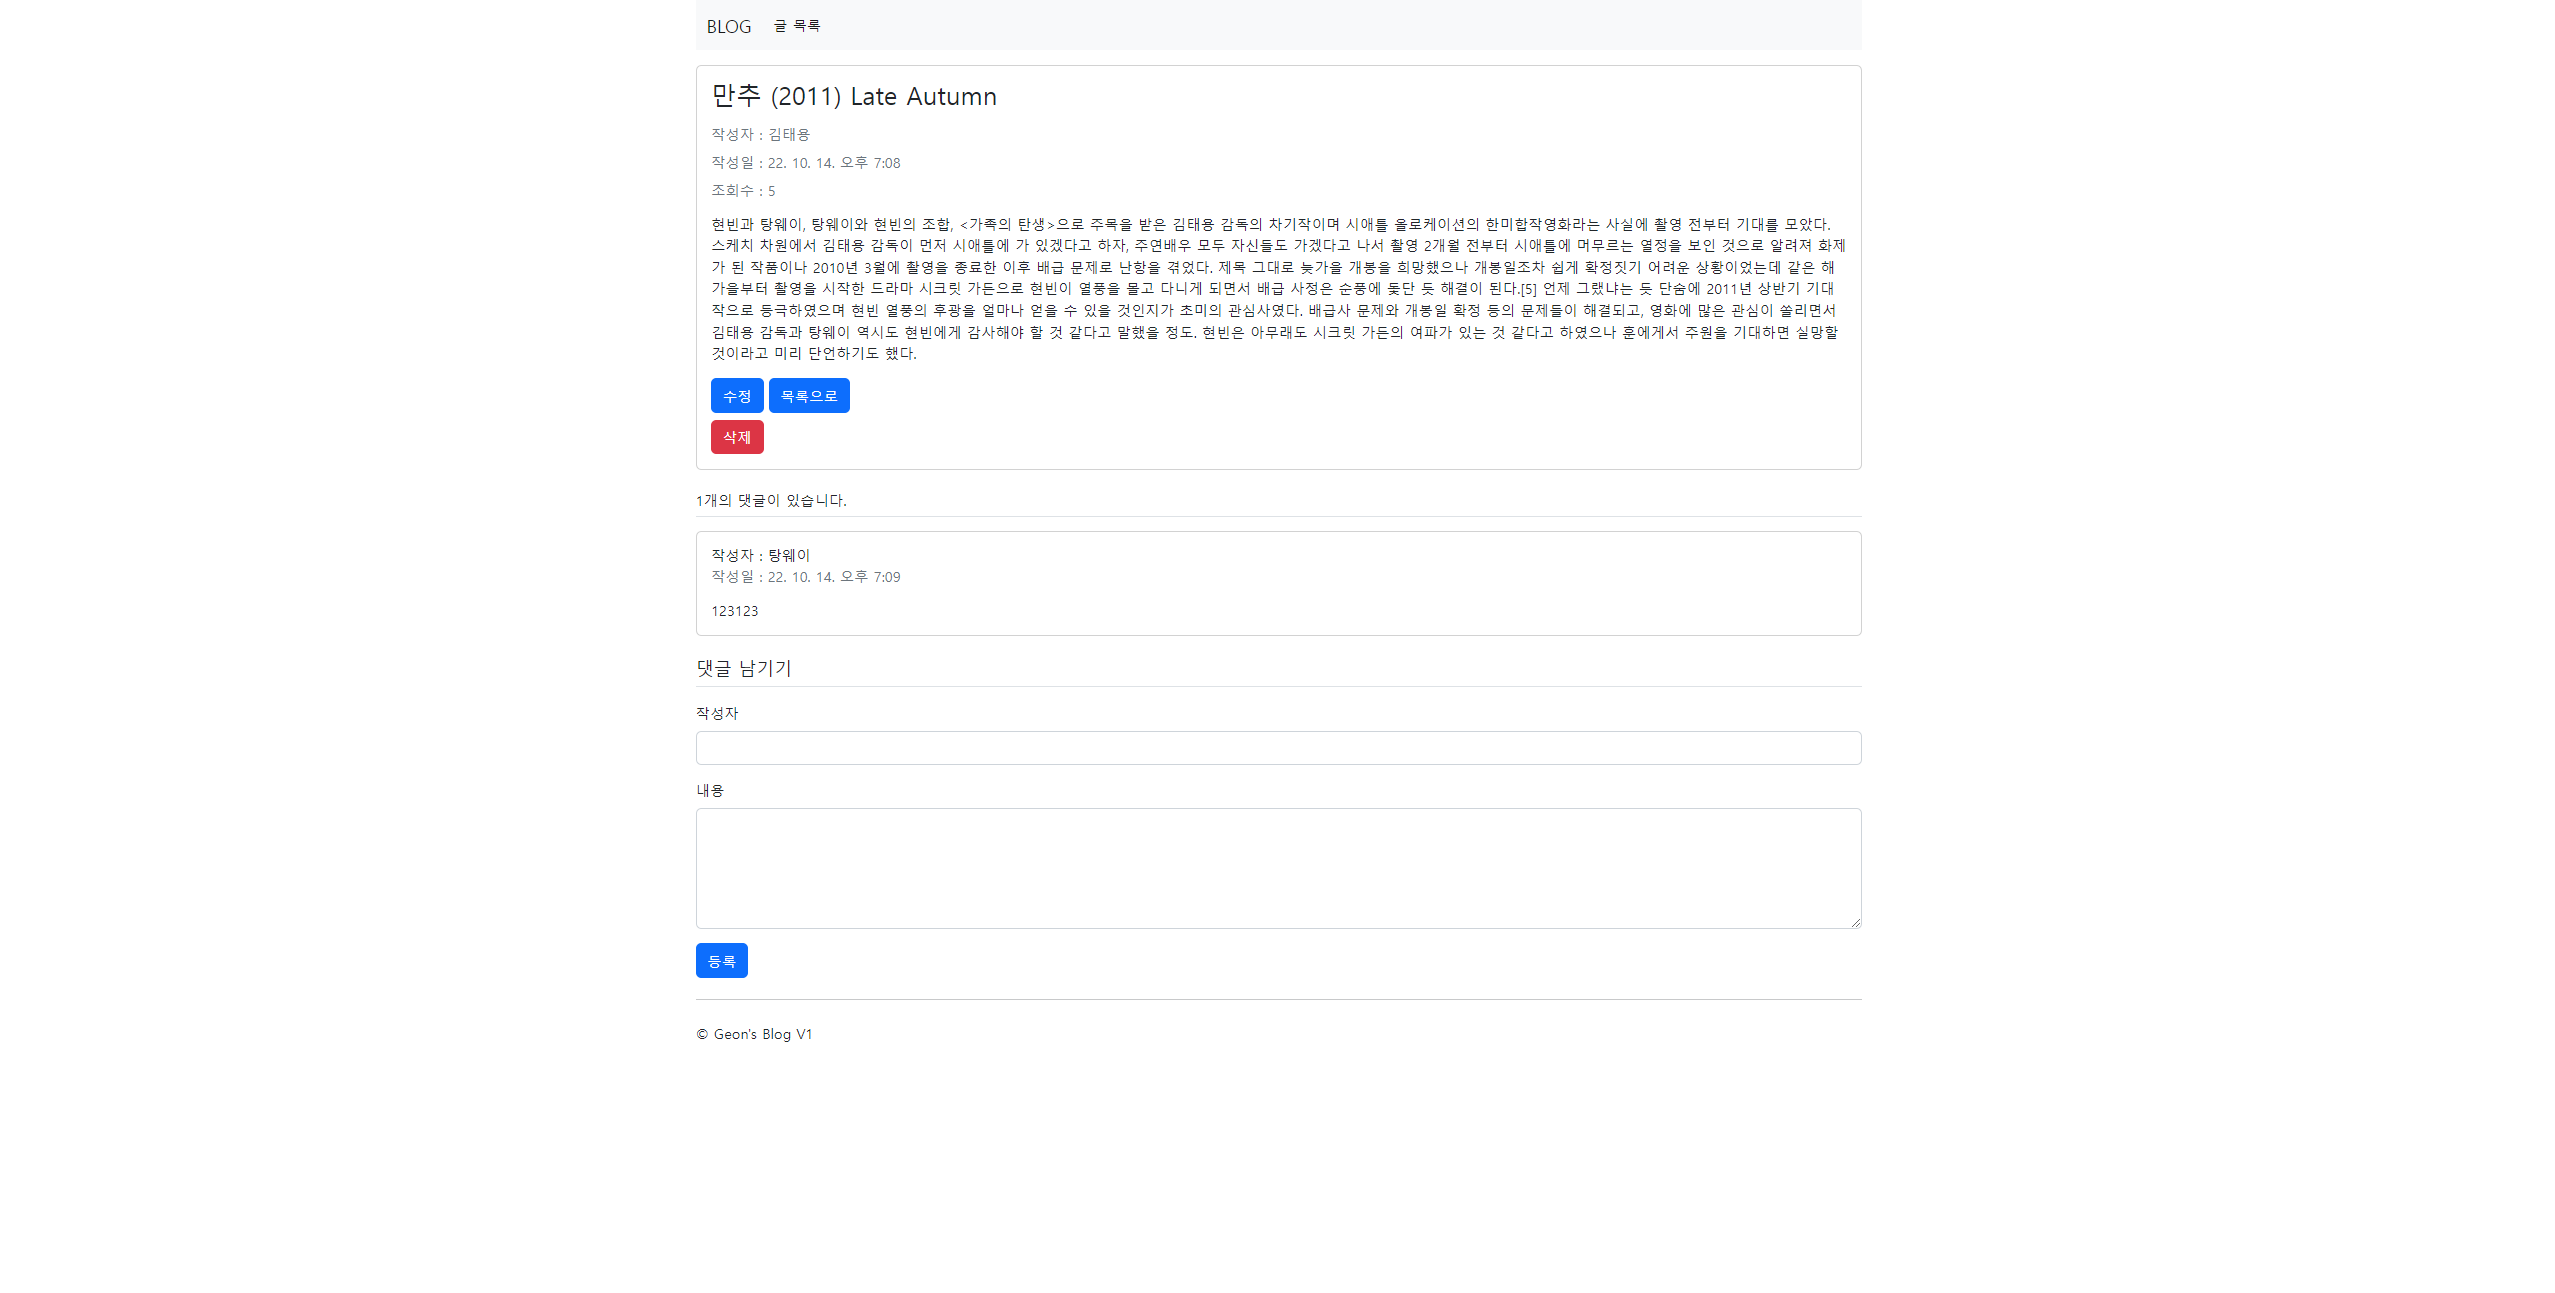 BLOG 글 목록
만추 (2011) Late Autumn
작성자 : 김태용
작성일 : 22. 10. 14. 오후 7:08
조회수 : 5
현빈과 탕웨이, 탕웨이와 현빈의 조합, <가족의 탄생>으로 주목을 받은 김태용 감독의 차기작이며 시애틀 올로케이션의 한미합작영화라는 사실에 촬영 전부터 기대를 모았다.
스케치 차원에서 김태용 감독이 먼저 시애틀에 가 있겠다고 하자, 주연배우 모두 자신들도 가겠다고 나서 촬영 2개월 전부터 시애틀에 머무르는 열정을 보인 것으로 알려져 화제
가 된 작품이나 2010년 3월에 촬영을 종료한 이후 배급 문제로 난항을 겪었다. 제목 그대로 늦가을 개봉을 희망했으나 개봉일조차 쉽게 확정짓기 어려운 상황이었는데 같은 해
가을부터 촬영을 시작한 드라마 시크릿 가든으로 현빈이 열풍을 몰고 다니게 되면서 배급 사정은 순풍에 돛단 듯 해결이 된다.[5] 언제 그랬냐는 듯 단숨에 2011년 상반기 기대
작으로 등극하였으며 현빈 열풍의 후광을 얼마나 얻을 수 있을 것인지가 초미의 관심사였다. 배급사 문제와 개봉일 확정 등의 문제들이 해결되고, 영화에 많은 관심이 쏠리면서
김태용 감독과 탕웨이 역시도 현빈에게 감사해야 할 것 같다고 말했을 정도. 현빈은 아무래도 시크릿 가든의 여파가 있는 것 같다고 하였으나 훈에게서 주원을 기대하면 실망할
것이라고 미리 단언하기도 했다.
수정 목록으로
삭제
1개의 댓글이 있습니다.
작성자 : 탕웨이
작성일 : 22. 10. 14. 오후 7:09
123123
댓글 남기기
작성자
내용
등록
© Geon's Blog V1